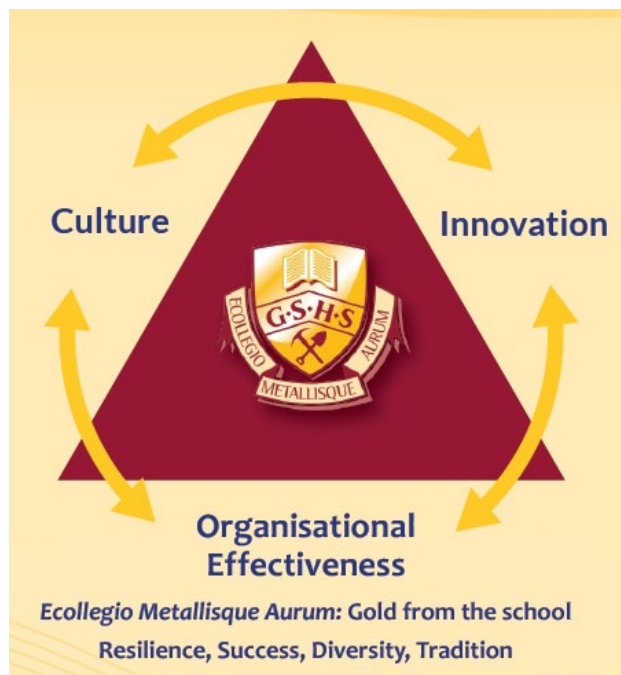 Culture
Innovation
G·S·H·S
ECOLLEGIO
METALLISQUE
AURUM
Organisational
Effectiveness
Ecollegio Metallisque Aurum: Gold from the school
Resilience, Success, Diversity, Tradition